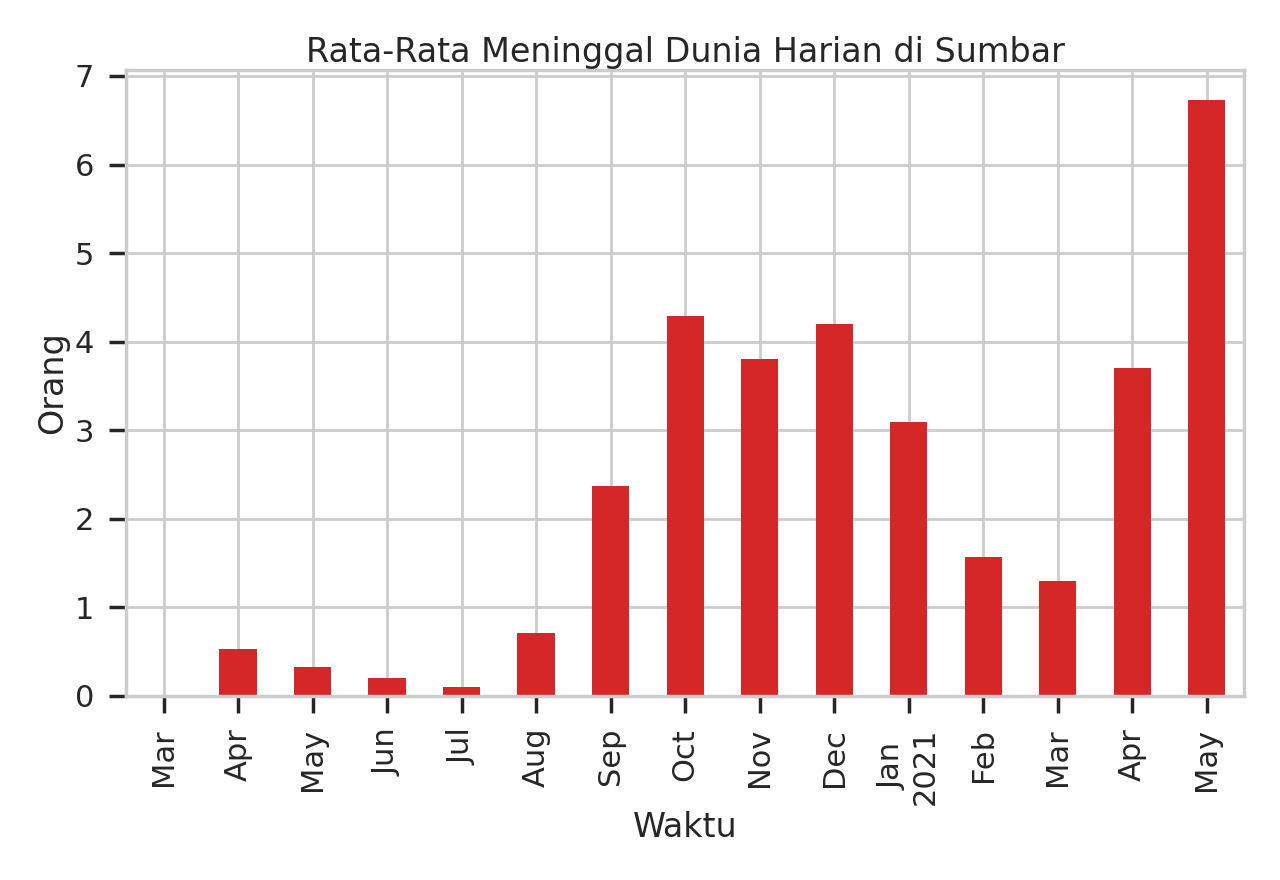 Rata-Rata Meninggal Dunia Harian di Sumbar
7
6
5
4
3
2
1
0
Orang
Mar
Apr
May
Jun
Jul
Aug
Sep
Oct
Nov
Dec
Jan
2021
Feb
Mar
Apr
May
Waktu